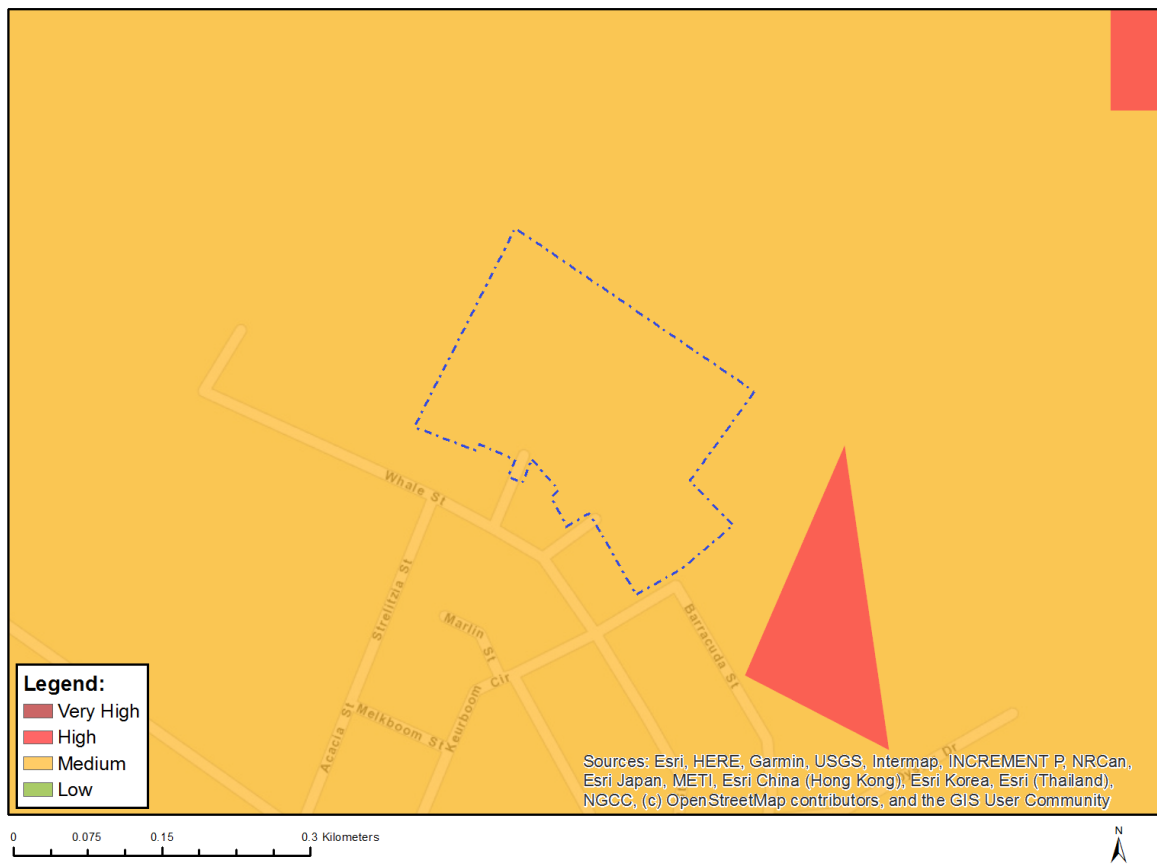 Whale St
Strelitzia St
Marlin St
Barracuda St
Keurboom Cir
Acacia St
Melkboom St
Dr
Legend:
Very High
High
Medium
Low
Sources: Esri, HERE, Garmin, USGS, Intermap, INCREMENT P, NRCan,
Esri Japan, METI, Esri China (Hong Kong), Esri Korea, Esri (Thailand),
NGCC, (c) OpenStreetMap contributors, and the GIS User Community
0 0.075 0.15 0.3 Kilometers
N